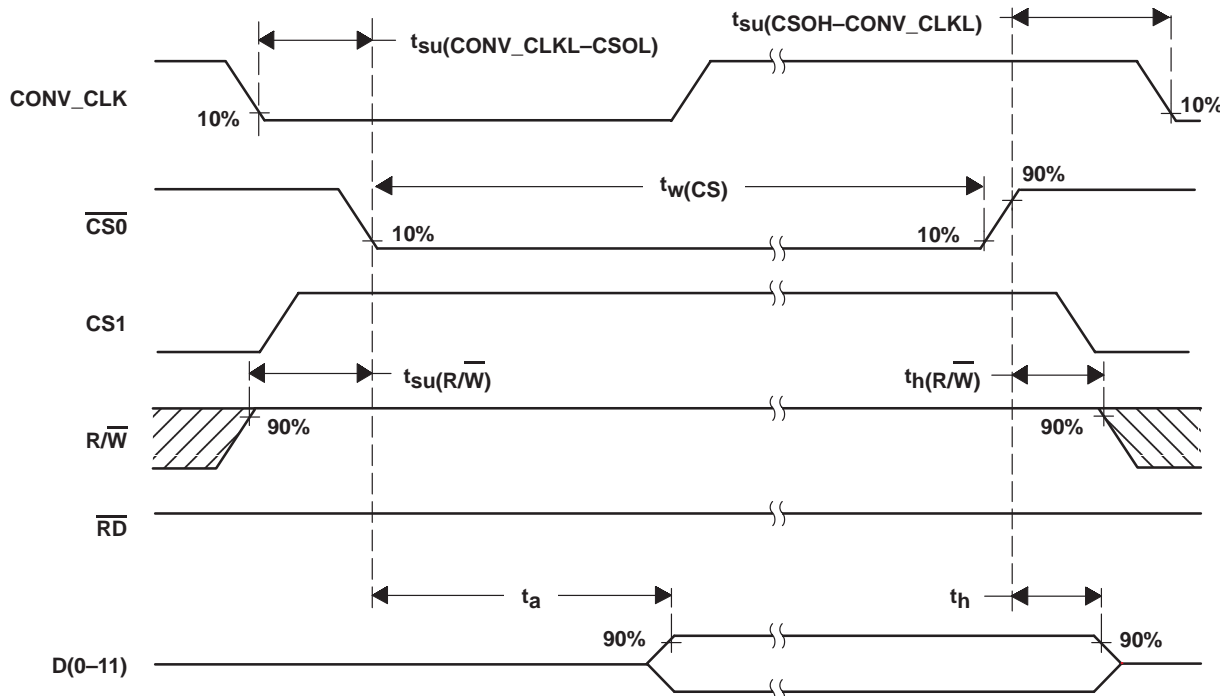 tsu(CONV_CLKL–CSOL)
tsu(CSOH–CONV_CLKL)
CONV_CLK
10%
10%
tw(CS)
90%
CS0
10%
10%
CS1
tsu(R/W)
th(R/W)
R/W
90%
90%
RD
ta
th
90%
90%
D(0–11)